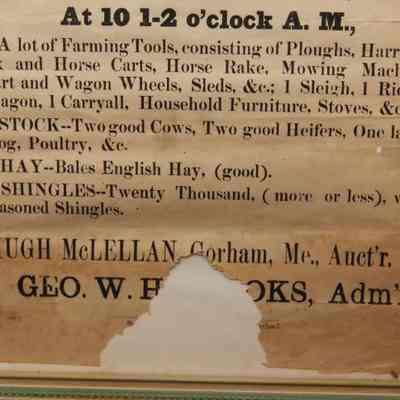 At 10 1-2 o'clock A. M.,
A lot of Farming Tools, consisting of Ploughs, Harr
and Horse Carts, Horse Rake, Mowing Mach
art and Wagon Wheels, Sleds, &c.; 1 Sleigh, 1 Rid
agon, 1 Carryall, Household Furniture, Stoves, &c
STOCK--Two good Cows, Two good Heifers, One la
og, Poultry, &c.
HAY--Bales English Hay, (good).
SHINGLES--Twenty Thousand, ( more or less), w
easoned Shingles.
UGH McLELLAN, Gorham, Me., Auct'r.
GEO. W. H OKS, Adm'